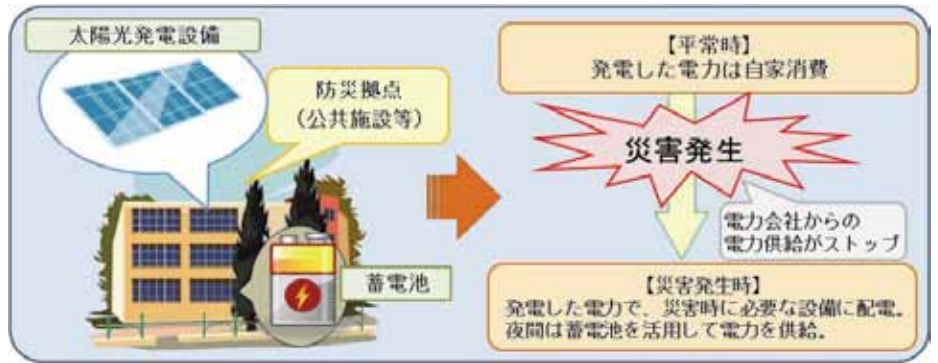 太陽光発電設備
防災拠点
（公共施設等）
蓄電池
【平常時】
発電した電力は自家消費
災害発生
電力会社からの
電力供給がストップ
【災害発生時】
発電した電力で、災害時に必要な設備に配電。
夜間は蓄電池を活用して電力を供給。